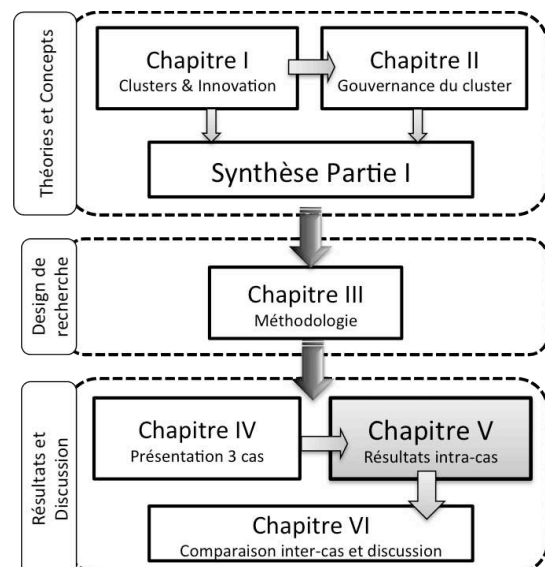 Théories et Concepts
Chapitre I
Clusters & Innovation
Chapitre II
Gouvernance du cluster
Synthèse Partie I
Design de
recherche
Chapitre III
Méthodologie
Résultats et
Discussion
Chapitre IV
Présentation 3 cas
Chapitre V
Résultats intra-cas
Chapitre VI
Comparaison inter-cas et discussion